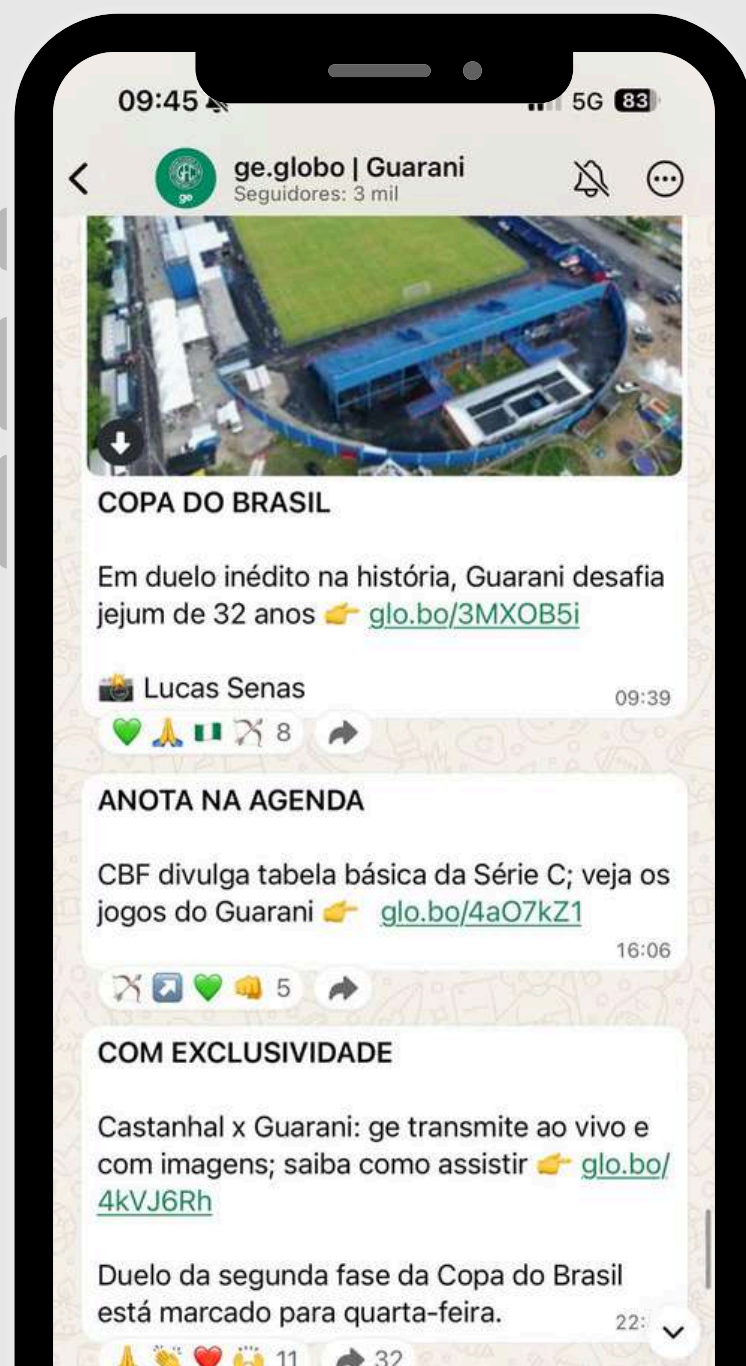 09:45
5G 83
ge.globo | Guarani
Seguidores: 3 mil
ge
COPA DO BRASIL
Em duelo inédito na história, Guarani desafia
jejum de 32 anos 👉 glo.bo/3MXOB5i
📸 Lucas Senas
09:39
💚 🙏 🇳🇬 🏹 8
ANOTA NA AGENDA
CBF divulga tabela básica da Série C; veja os
jogos do Guarani 👉 glo.bo/4aO7kZ1
16:06
🏹 ↗️ 💚 👊 5
COM EXCLUSIVIDADE
Castanhal x Guarani: ge transmite ao vivo e
com imagens; saiba como assistir 👉 glo.bo/
4kVJ6Rh
Duelo da segunda fase da Copa do Brasil
está marcado para quarta-feira.
22:
🙏 👏 ❤️ 🙌 11
32